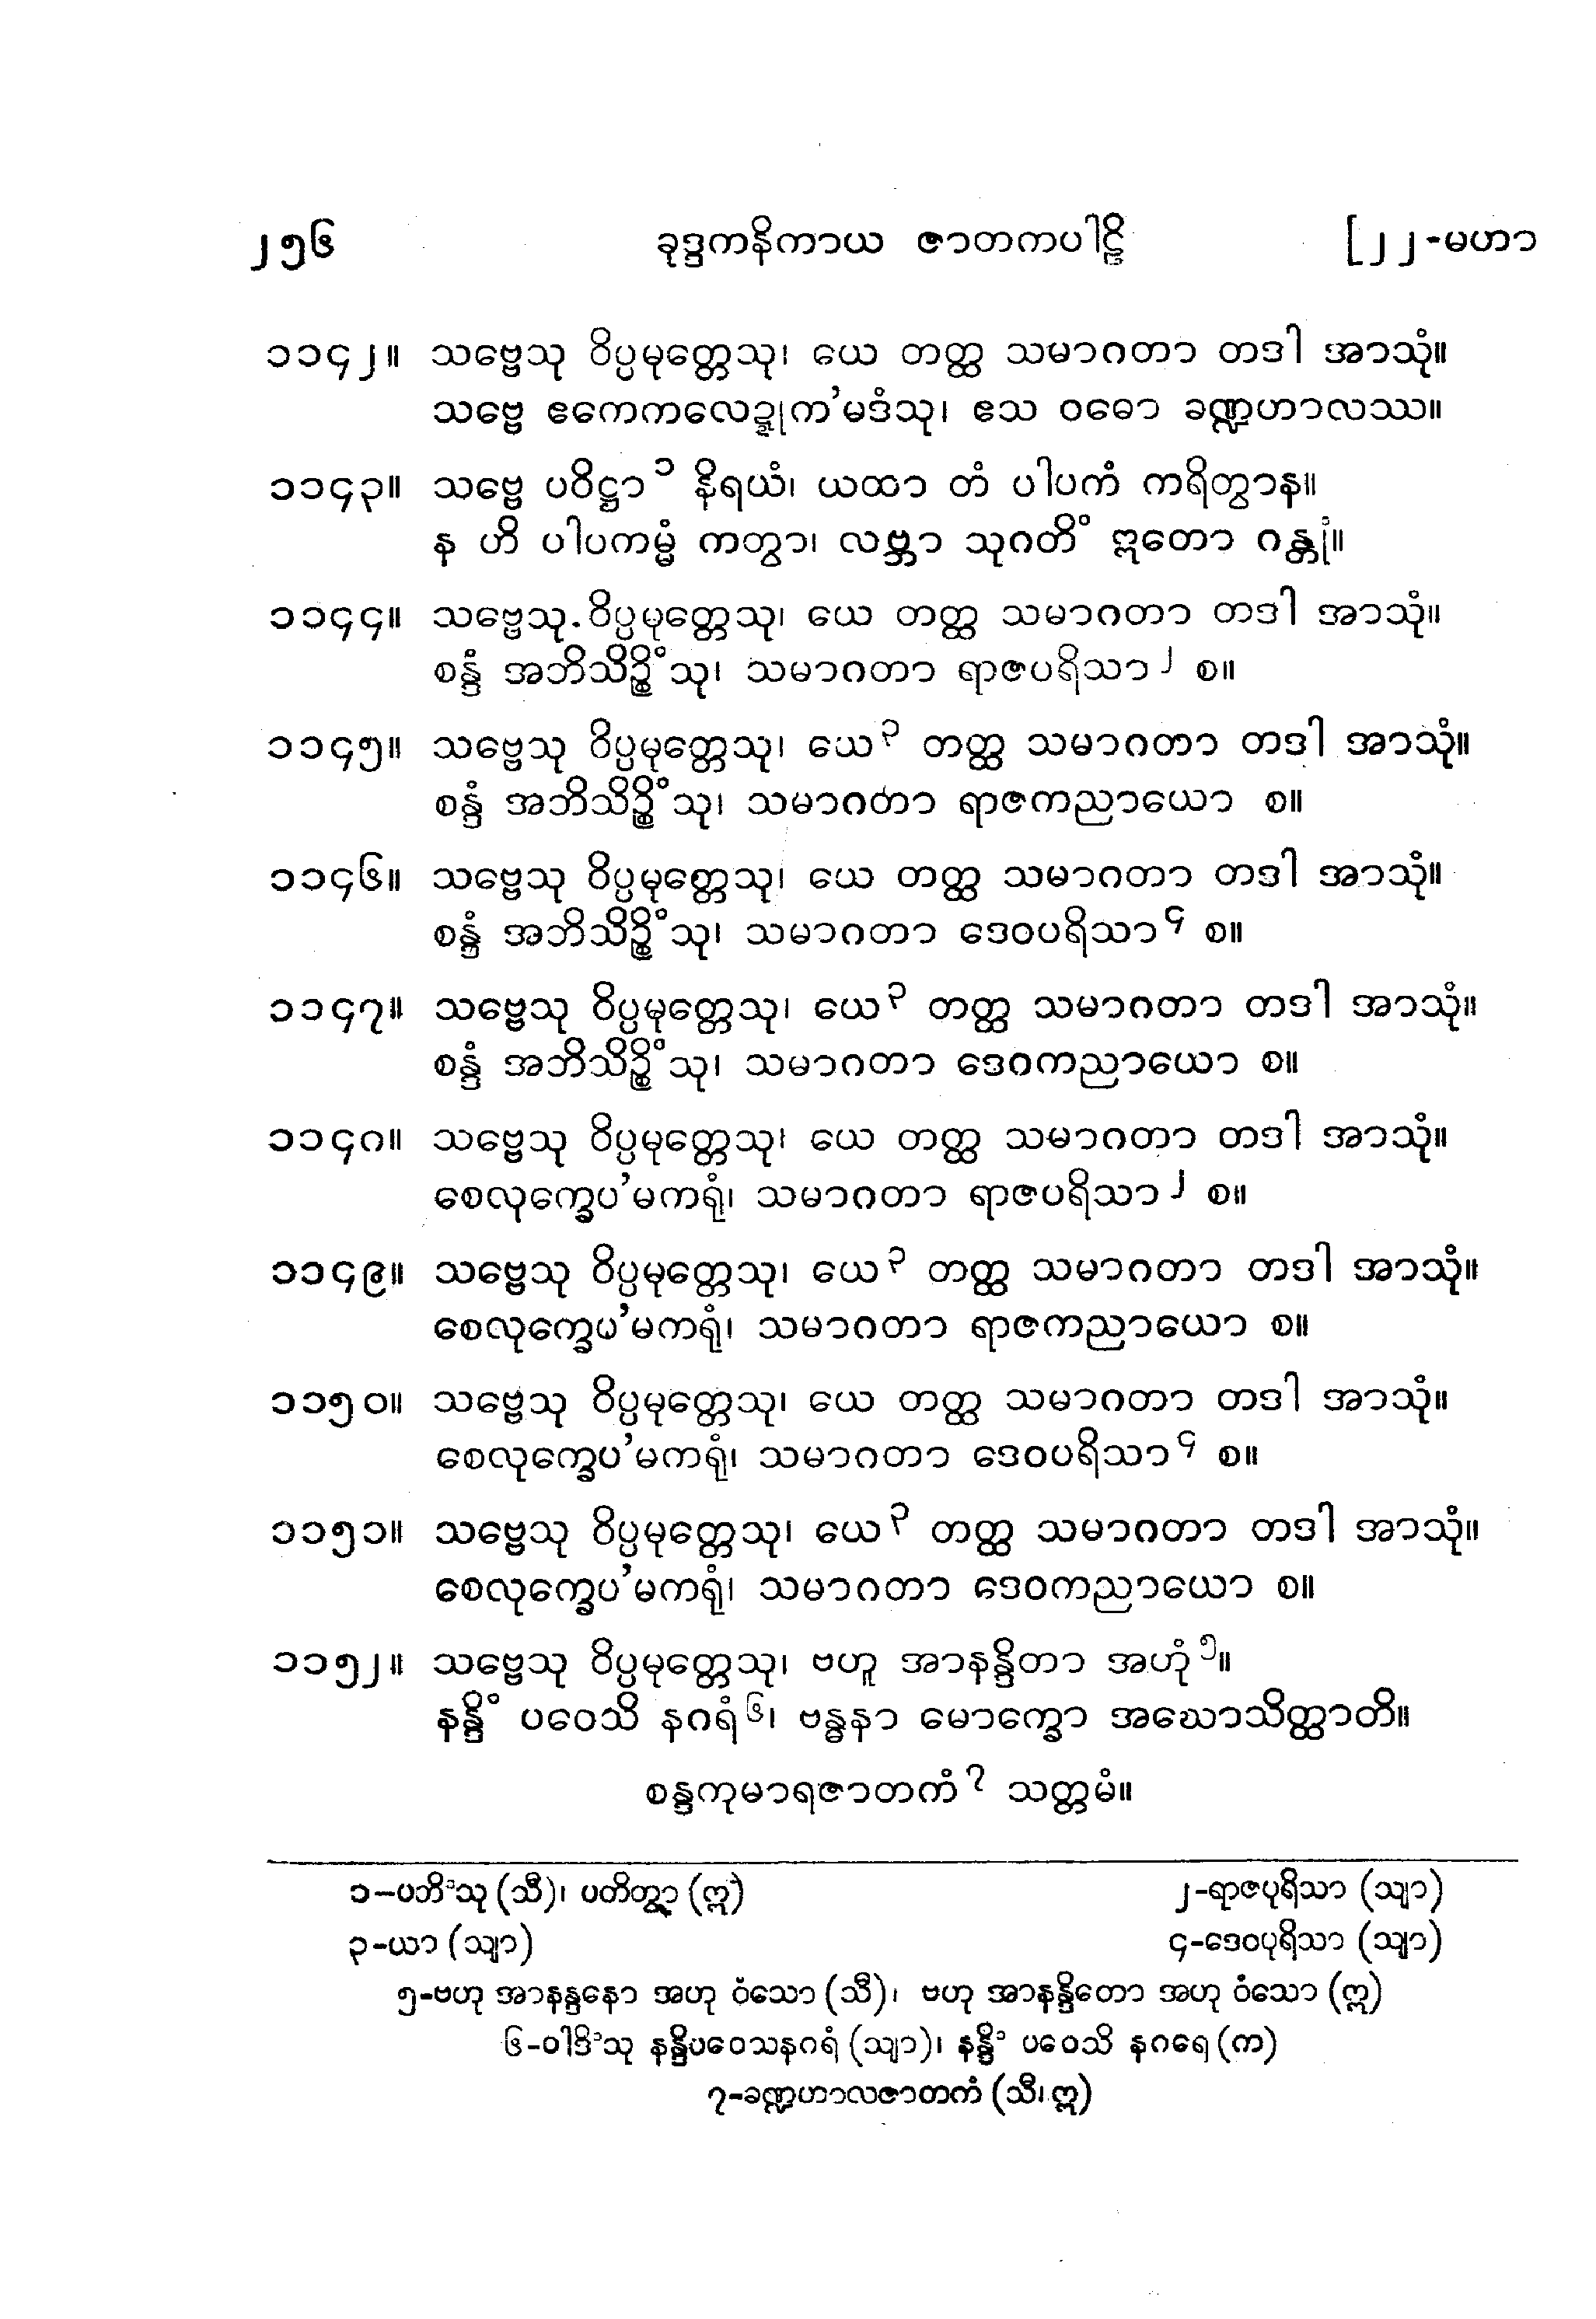 ၂၅၆ ခုဒ္ဒကနိကာယ ဇာတကပါဠိ [၂၂-မဟာ
၁၁၄၂။ သဗ္ဗေသု ဝိပ္ပမုတ္တေသု၊ ယေ တတ္ထ သမာဂတာ တဒါ အာသုံ။
သဗ္ဗေ ဧကေကလေဍ္ဍုက'မဒံသု၊ ဧသ ဝဓော ခဏ္ဍဟာလဿ။
၁၁၄၃။ သဗ္ဗေ ပဝိဋ္ဌာ ၁ နိရယံ၊ ယထာ တံ ပါပကံ ကရိတွာန။
န ဟိ ပါပကမ္မံ ကတွာ၊ လဗ္ဘာ သုဂတိံ ဣတော ဂန္တုံ။
၁၁၄၄။ သဗ္ဗေသု ဝိပ္ပမုတ္တေသု၊ ယေ တတ္ထ သမာဂတာ တဒါ အာသုံ။
စန္ဒံ အဘိသိဉ္စိံသု၊ သမာဂတာ ရာဇပရိသာ ၂ စ။
၁၁၄၅။ သဗ္ဗေသု ဝိပ္ပမုတ္တေသု၊ ယေ ၃ တတ္ထ သမာဂတာ တဒါ အာသုံ။
စန္ဒံ အဘိသိဉ္စိံသု၊ သမာဂတာ ရာဇကညာယော စ။
၁၁၄၆။ သဗ္ဗေသု ဝိပ္ပမုတ္တေသု၊ ယေ တတ္ထ သမာဂတာ တဒါ အာသုံ။
စန္ဒံ အဘိသိဉ္စိံသု၊ သမာဂတာ ဒေဝပရိသာ ၄ စ။
၁၁၄၇။ သဗ္ဗေသု ဝိပ္ပမုတ္တေသု၊ ယေ ၃ တတ္ထ သမာဂတာ တဒါ အာသုံ။
စန္ဒံ အဘိသိဉ္စိံသု၊ သမာဂတာ ဒေဝကညာယော စ။
၁၁၄၈။ သဗ္ဗေသု ဝိပ္ပမုတ္တေသု၊ ယေ တတ္ထ သမာဂတာ တဒါ အာသုံ။
စေလုက္ခေပ'မကရုံ၊ သမာဂတာ ရာဇပရိသာ ၂ စ။
၁၁၄၉။ သဗ္ဗေသု ဝိပ္ပမုတ္တေသု၊ ယေ ၃ တတ္ထ သမာဂတာ တဒါ အာသုံ။
စေလုက္ခေပ'မကရုံ၊ သမာဂတာ ရာဇကညာယော စ။
၁၁၅၀။ သဗ္ဗေသု ဝိပ္ပမုတ္တေသု၊ ယေ တတ္ထ သမာဂတာ တဒါ အာသုံ။
စေလုက္ခေပ'မကရုံ၊ သမာဂတာ ဒေဝပရိသာ ၄ စ။
၁၁၅၁။ သဗ္ဗေသု ဝိပ္ပမုတ္တေသု၊ ယေ ၃ တတ္ထ သမာဂတာ တဒါ အာသုံ။
စေလုက္ခေပ'မကရုံ၊ သမာဂတာ ဒေဝကညာယော စ။
၁၁၅၂။ သဗ္ဗေသု ဝိပ္ပမုတ္တေသု၊ ဗဟူ အာနန္ဒိတာ အဟုံ ၅။
နန္ဒိံ ပဝေသိ နဂရံ ၆၊ ဗန္ဓနာ မောက္ခော အဃောသိတ္ထာတိ။
စန္ဒကုမာရဇာတကံ ၇ သတ္တမံ။
၁-ပတိံသု (သီ)၊ ပတိတွာ (ဣ) ၂-ရာဇပုရိသာ (သျာ)
၃-ယာ (သျာ) ၄-ဒေဝပုရိသာ (သျာ)
၅-ဗဟု အာနန္ဒနော အဟု ဝံသော (သီ)၊ ဗဟု အာနန္ဒိတော အဟု ဝံသော (ဣ)
၆-ဝါဒိံသု နန္ဒိပဝေသနဂရံ (သျာ)၊ နန္ဒိံ ပဝေသိ နဂရေ (က)
၇-ခဏ္ဍဟာလဇာတကံ (သီ၊ ဣ)